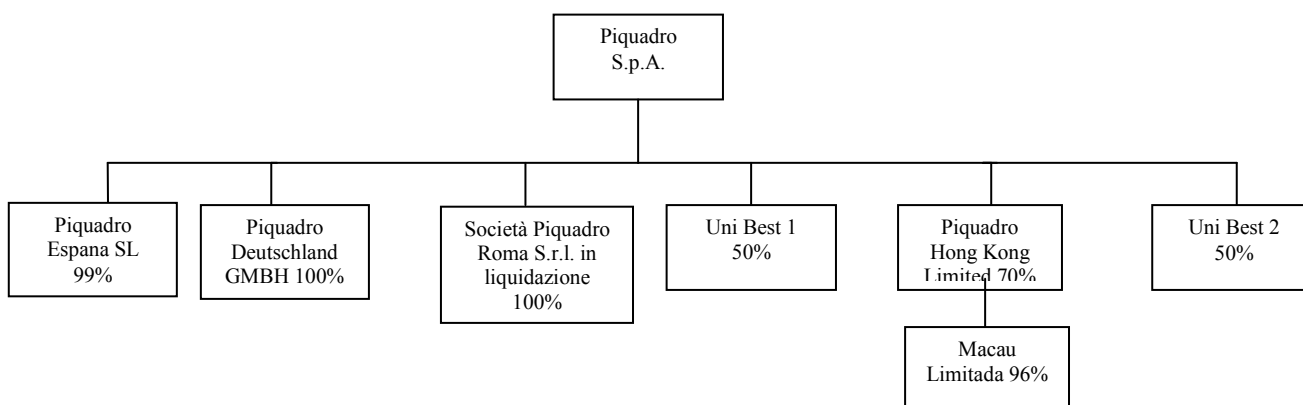 Piquadro
S.p.A.
Piquadro
Espana SL
99%
Piquadro
Deutschland
GMBH 100%
Società Piquadro
Roma S.r.l. in
liquidazione
100%
Uni Best 1
50%
Piquadro
Hong Kong
Limited 70%
Uni Best 2
50%
Macau
Limitada 96%